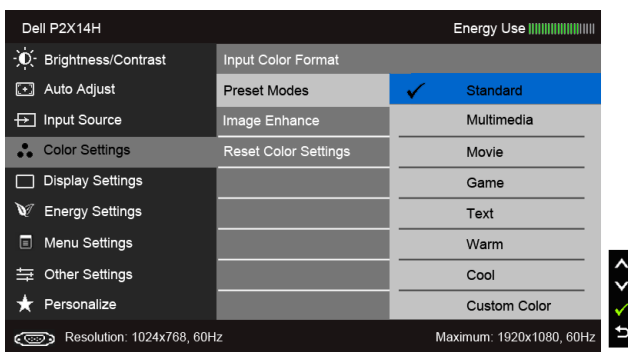 Dell P2X14H Energy Use
Brightness/Contrast Input Color Format
Auto Adjust Preset Modes Standard
Input Source Image Enhance Multimedia
Color Settings Reset Color Settings Movie
Display Settings Game
Energy Settings Text
Menu Settings Warm
Other Settings Cool
Personalize Custom Color
Resolution: 1024x768, 60Hz Maximum: 1920x1080, 60Hz